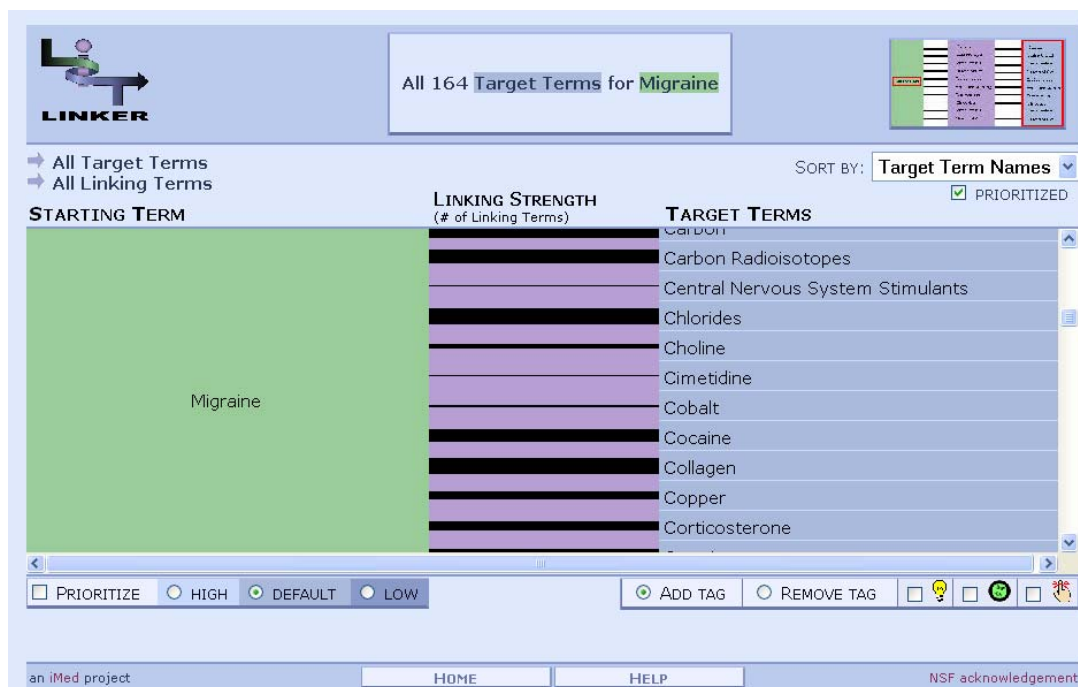 LINKER
All 164 Target Terms for Migraine
All Target Terms
All Linking Terms
SORT BY: Target Term Names
PRIORITIZED
STARTING TERM
LINKING STRENGTH
(# of Linking Terms)
TARGET TERMS
Carbon
Carbon Radioisotopes
Central Nervous System Stimulants
Chlorides
Choline
Cimetidine
Migraine
Cobalt
Cocaine
Collagen
Copper
Corticosterone
PRIORITIZE HIGH DEFAULT LOW
ADD TAG REMOVE TAG
an iMed project HOME HELP NSF acknowledgement